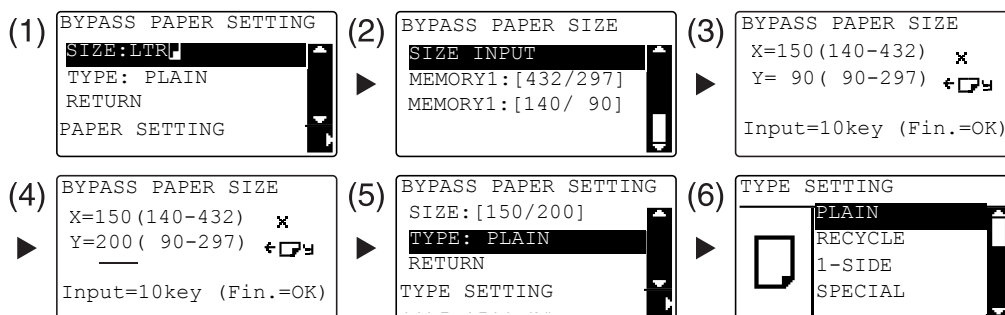 (1)
BYPASS PAPER SETTING
SIZE:LTR
TYPE: PLAIN
RETURN
PAPER SETTING
(2)
BYPASS PAPER SIZE
SIZE INPUT
MEMORY1:[432/297]
MEMORY1:[140/ 90]
(3)
BYPASS PAPER SIZE
X=150(140-432) x
Y= 90( 90-297) y
Input=10key (Fin.=OK)
(4)
BYPASS PAPER SIZE
X=150(140-432) x
Y=200( 90-297) y
Input=10key (Fin.=OK)
(5)
BYPASS PAPER SETTING
SIZE:[150/200]
TYPE: PLAIN
RETURN
TYPE SETTING
(6)
TYPE SETTING
PLAIN
RECYCLE
1-SIDE
SPECIAL